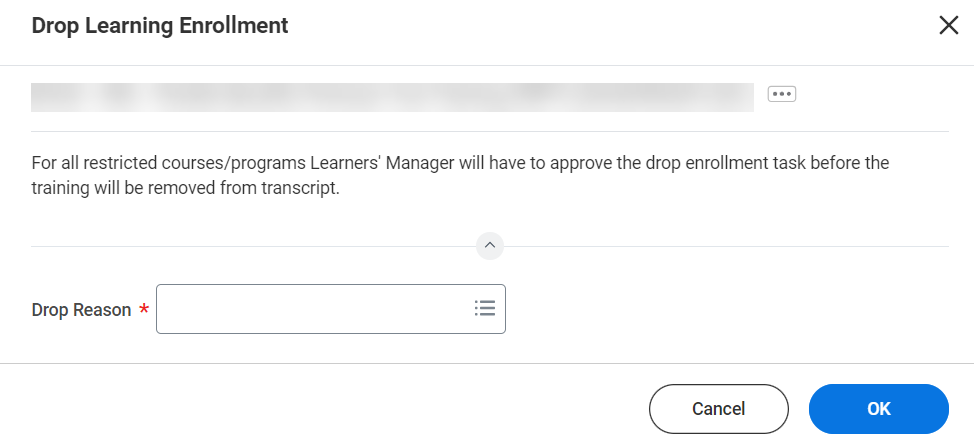 Drop Learning Enrollment
For all restricted courses/programs Learners' Manager will have to approve the drop enrollment task before the
training will be removed from transcript.
Drop Reason *
Cancel
OK